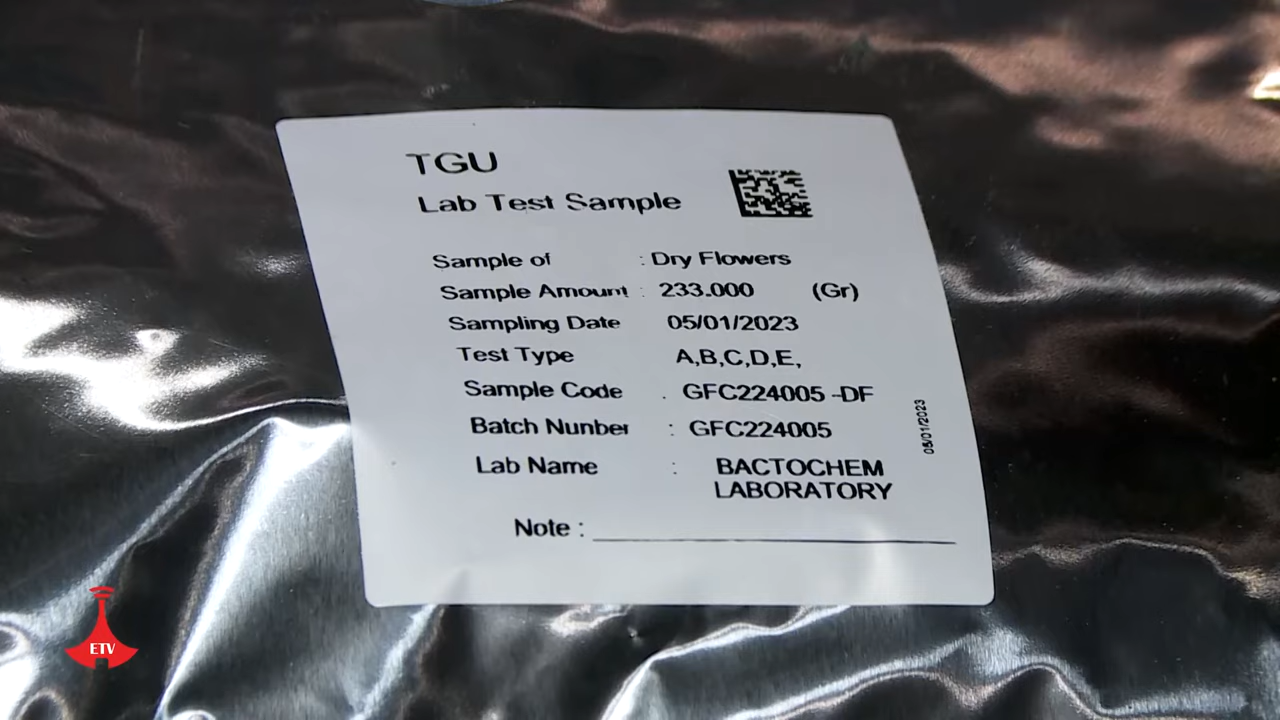 TGU
Lab Test Sample
Sample of : Dry Flowers
Sample Amount : 233.000 (Gr)
Sampling Date 05/01/2023
Test Type A,B,C,D,E,
Sample Code . GFC224005 -DF
Batch Nunber : GFC224005
Lab Name : BACTOCHEM
LABORATORY
05/01/2023
Note :
ETV